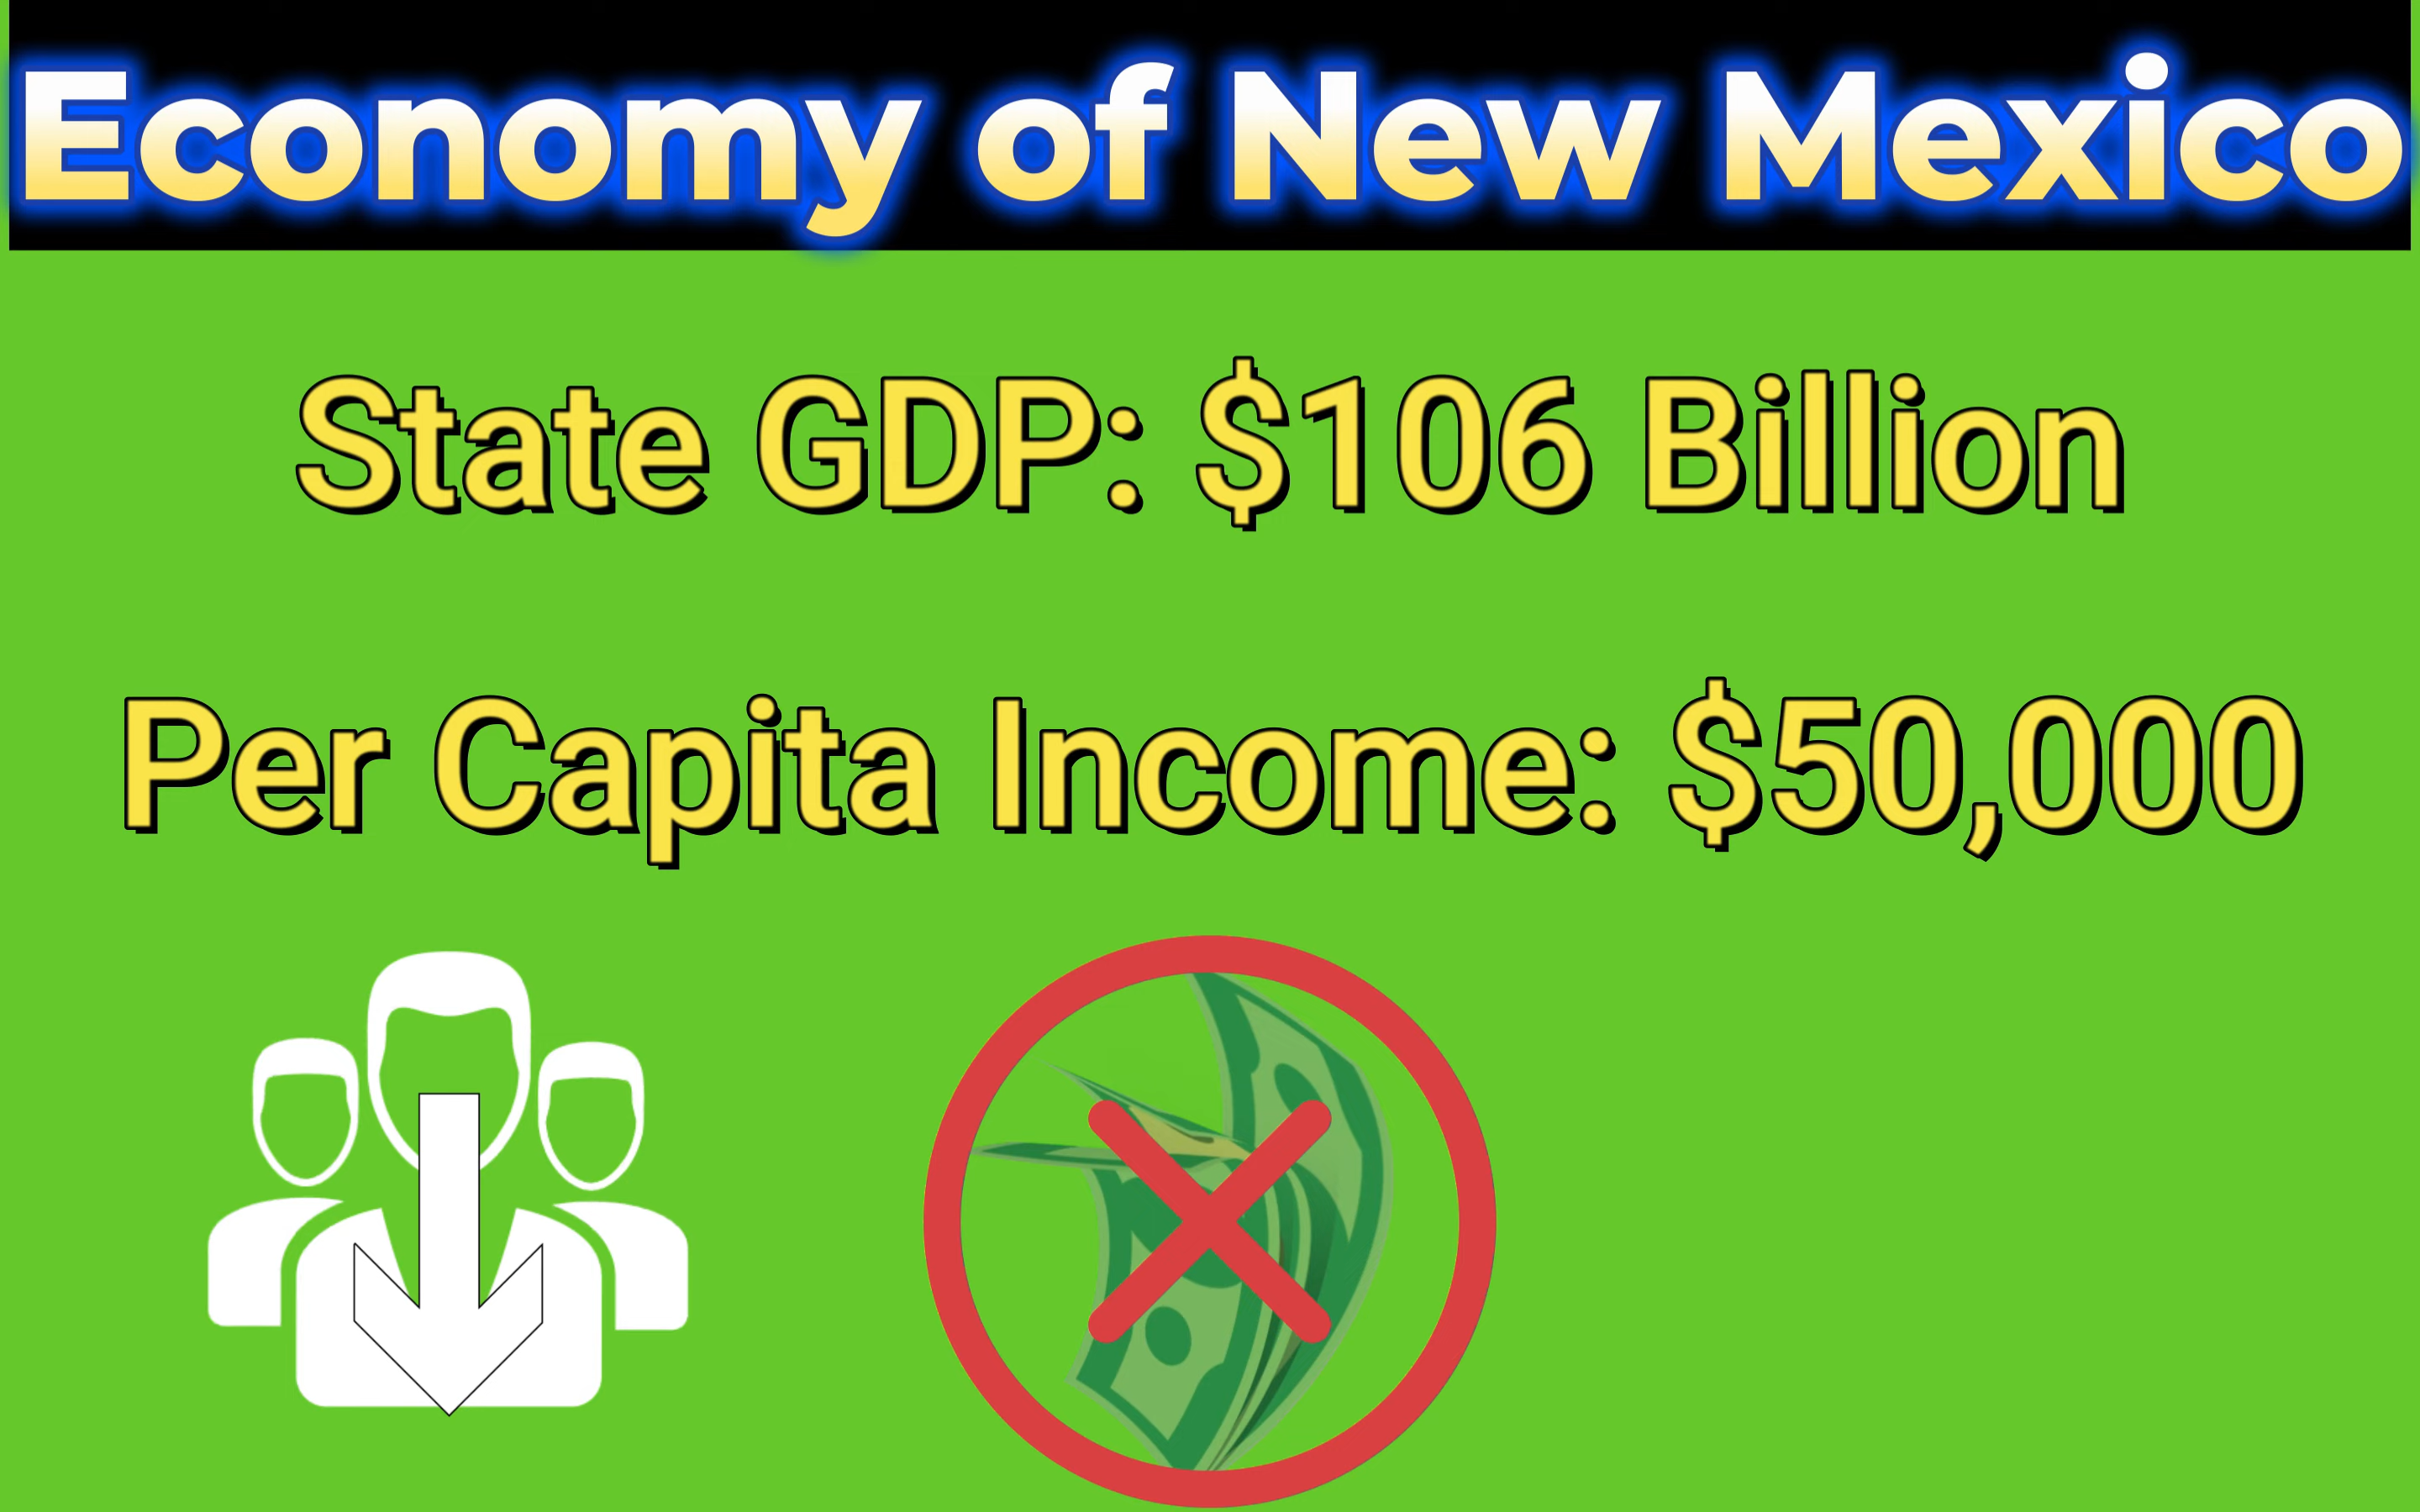 Economy of New Mexico
State GDP: $106 Billion
Per Capita Income: $50,000